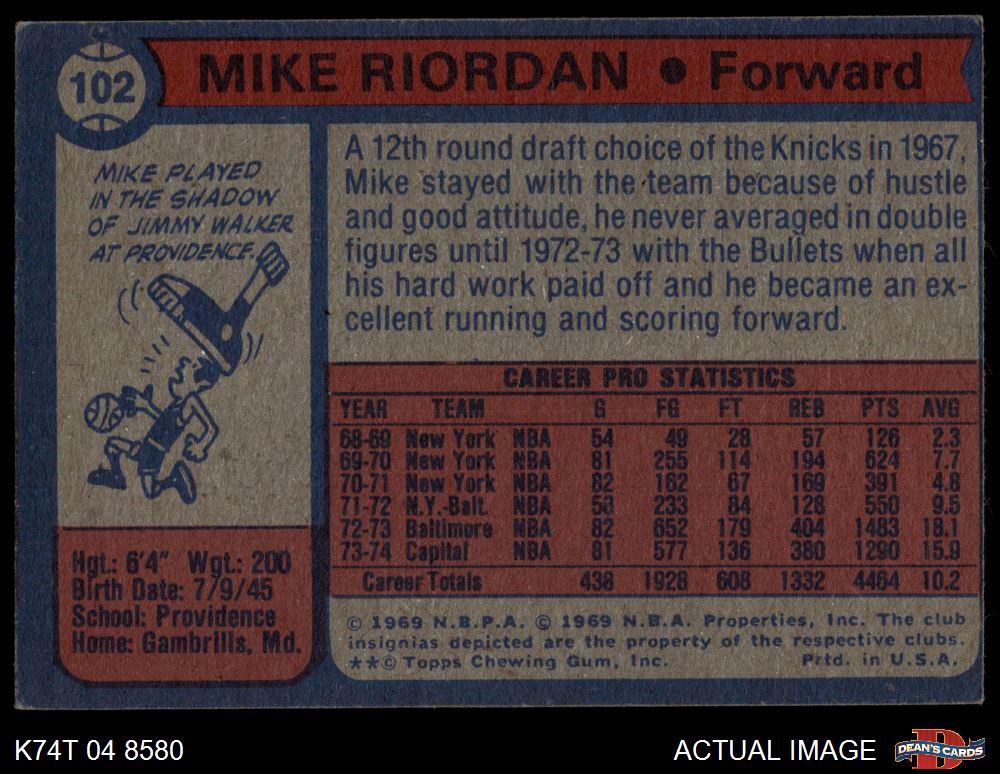 102 MIKE RIORDAN • Forward
MIKE PLAYED
IN THE SHADOW
OF JIMMY WALKER
AT PROVIDENCE.
A 12th round draft choice of the Knicks in 1967,
Mike stayed with the team because of hustle
and good attitude, he never averaged in double
figures until 1972-73 with the Bullets when all
his hard work paid off and he became an ex-
cellent running and scoring forward.
CAREER PRO STATISTICS
YEAR TEAM G FG FT REB PTS AVG
68-69 New York NBA 54 49 28 57 126 2.3
69-70 New York NBA 81 255 114 194 624 7.7
70-71 New York NBA 82 162 67 169 391 4.8
71-72 N.Y.-Balt. NBA 58 233 84 128 550 9.5
72-73 Baltimore NBA 82 652 179 404 1483 18.1
73-74 Capital NBA 81 577 136 380 1290 15.9
Career Totals 438 1928 608 1332 4464 10.2
Hgt.: 6'4" Wgt.: 200
Birth Date: 7/9/45
School: Providence
Home: Gambrills, Md.
© 1969 N.B.P.A. © 1969 N.B.A. Properties, Inc. The club
insignias depicted are the property of the respective clubs.
**© Topps Chewing Gum, Inc. Prtd. in U.S.A.
K74T 04 8580 ACTUAL IMAGE DEAN'S CARDS